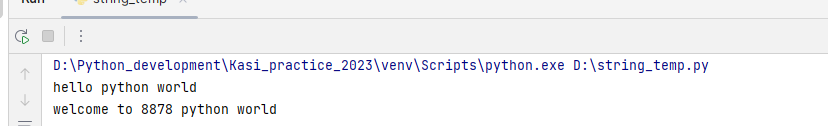 string_temp
D:\Python_development\Kasi_practice_2023\venv\Scripts\python.exe D:\string_temp.py
hello python world
welcome to 8878 python world